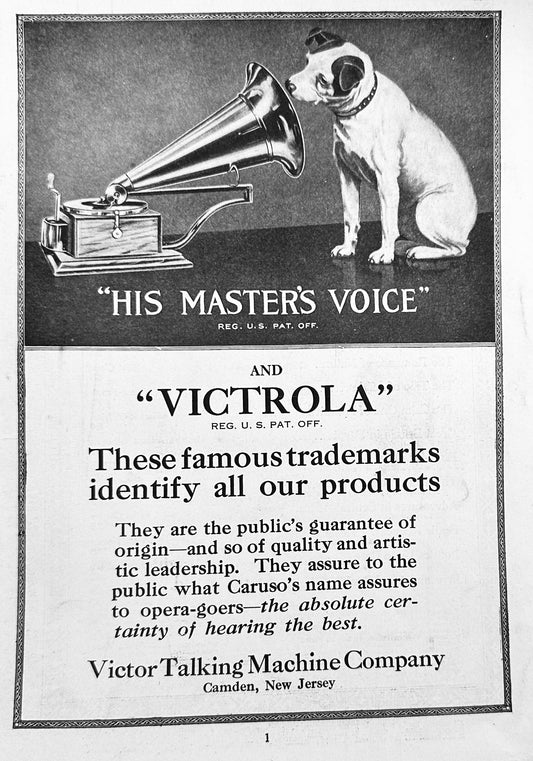 "HIS MASTER'S VOICE"
REG. U.S. PAT. OFF.
AND
"VICTROLA"
REG. U. S. PAT. OFF.
These famous trademarks
identify all our products
They are the public's guarantee of
origin—and so of quality and artis-
tic leadership. They assure to the
public what Caruso's name assures
to opera-goers—the absolute cer-
tainty of hearing the best.
Victor Talking Machine Company
Camden, New Jersey
1